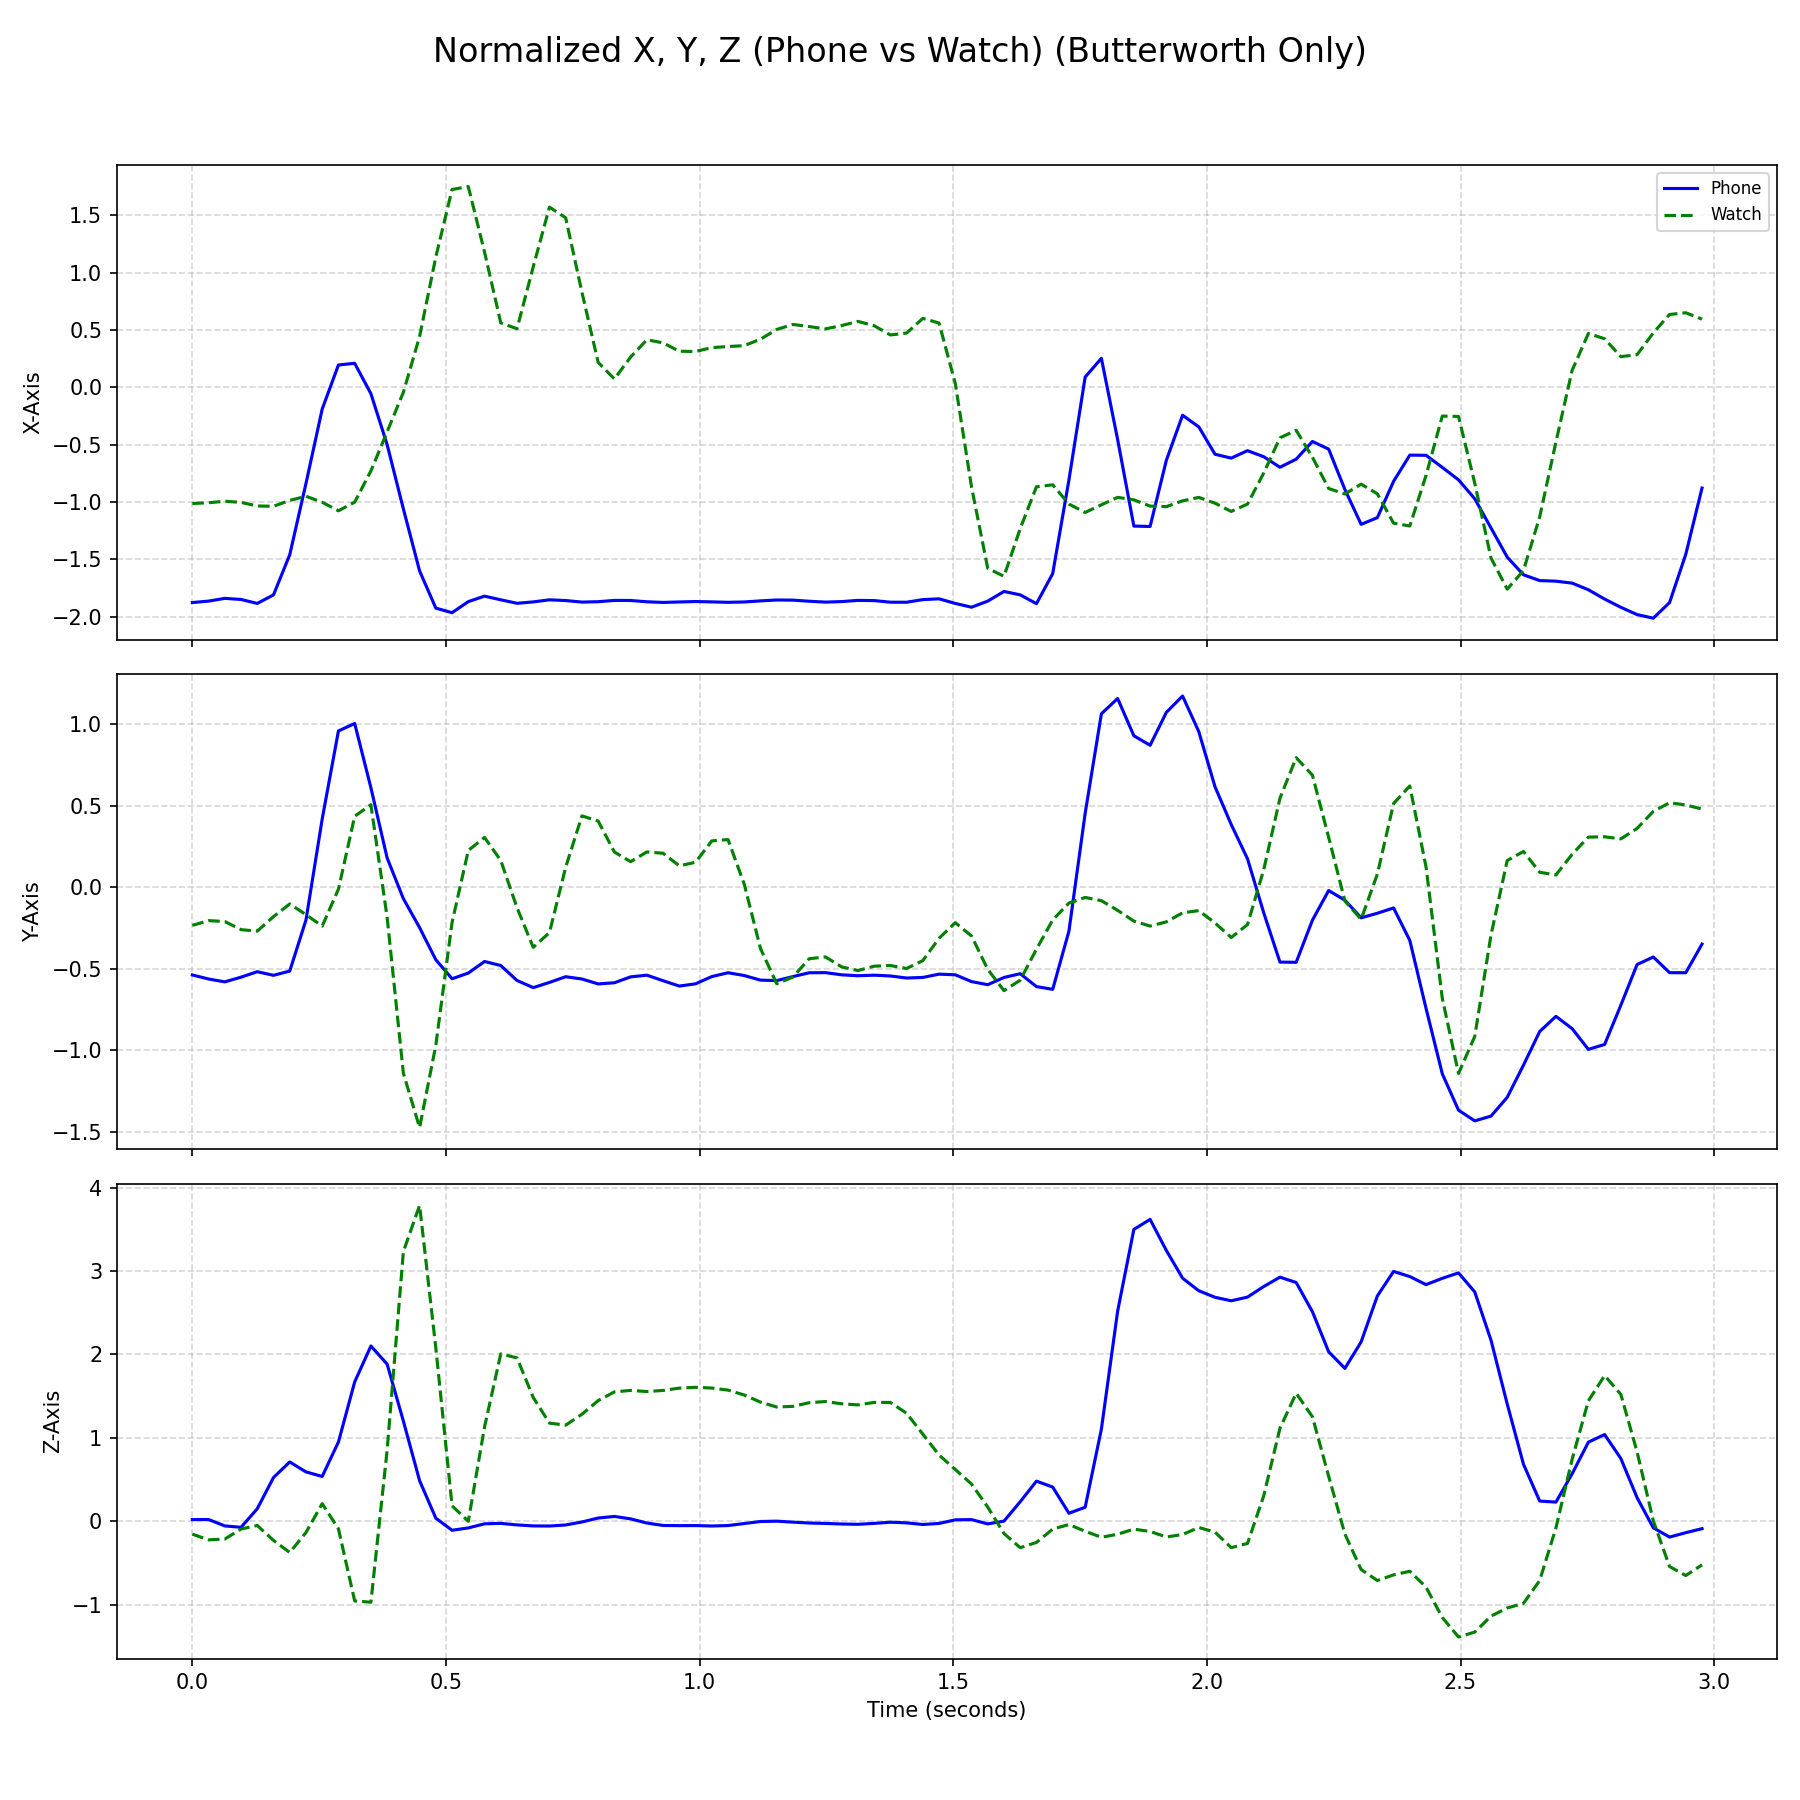 Normalized X, Y, Z (Phone vs Watch) (Butterworth Only)
Phone
Watch
X-Axis
1.5
1.0
0.5
0.0
−0.5
−1.0
−1.5
−2.0
Y-Axis
1.0
0.5
0.0
−0.5
−1.0
−1.5
Z-Axis
4
3
2
1
0
−1
0.0 0.5 1.0 1.5 2.0 2.5 3.0
Time (seconds)